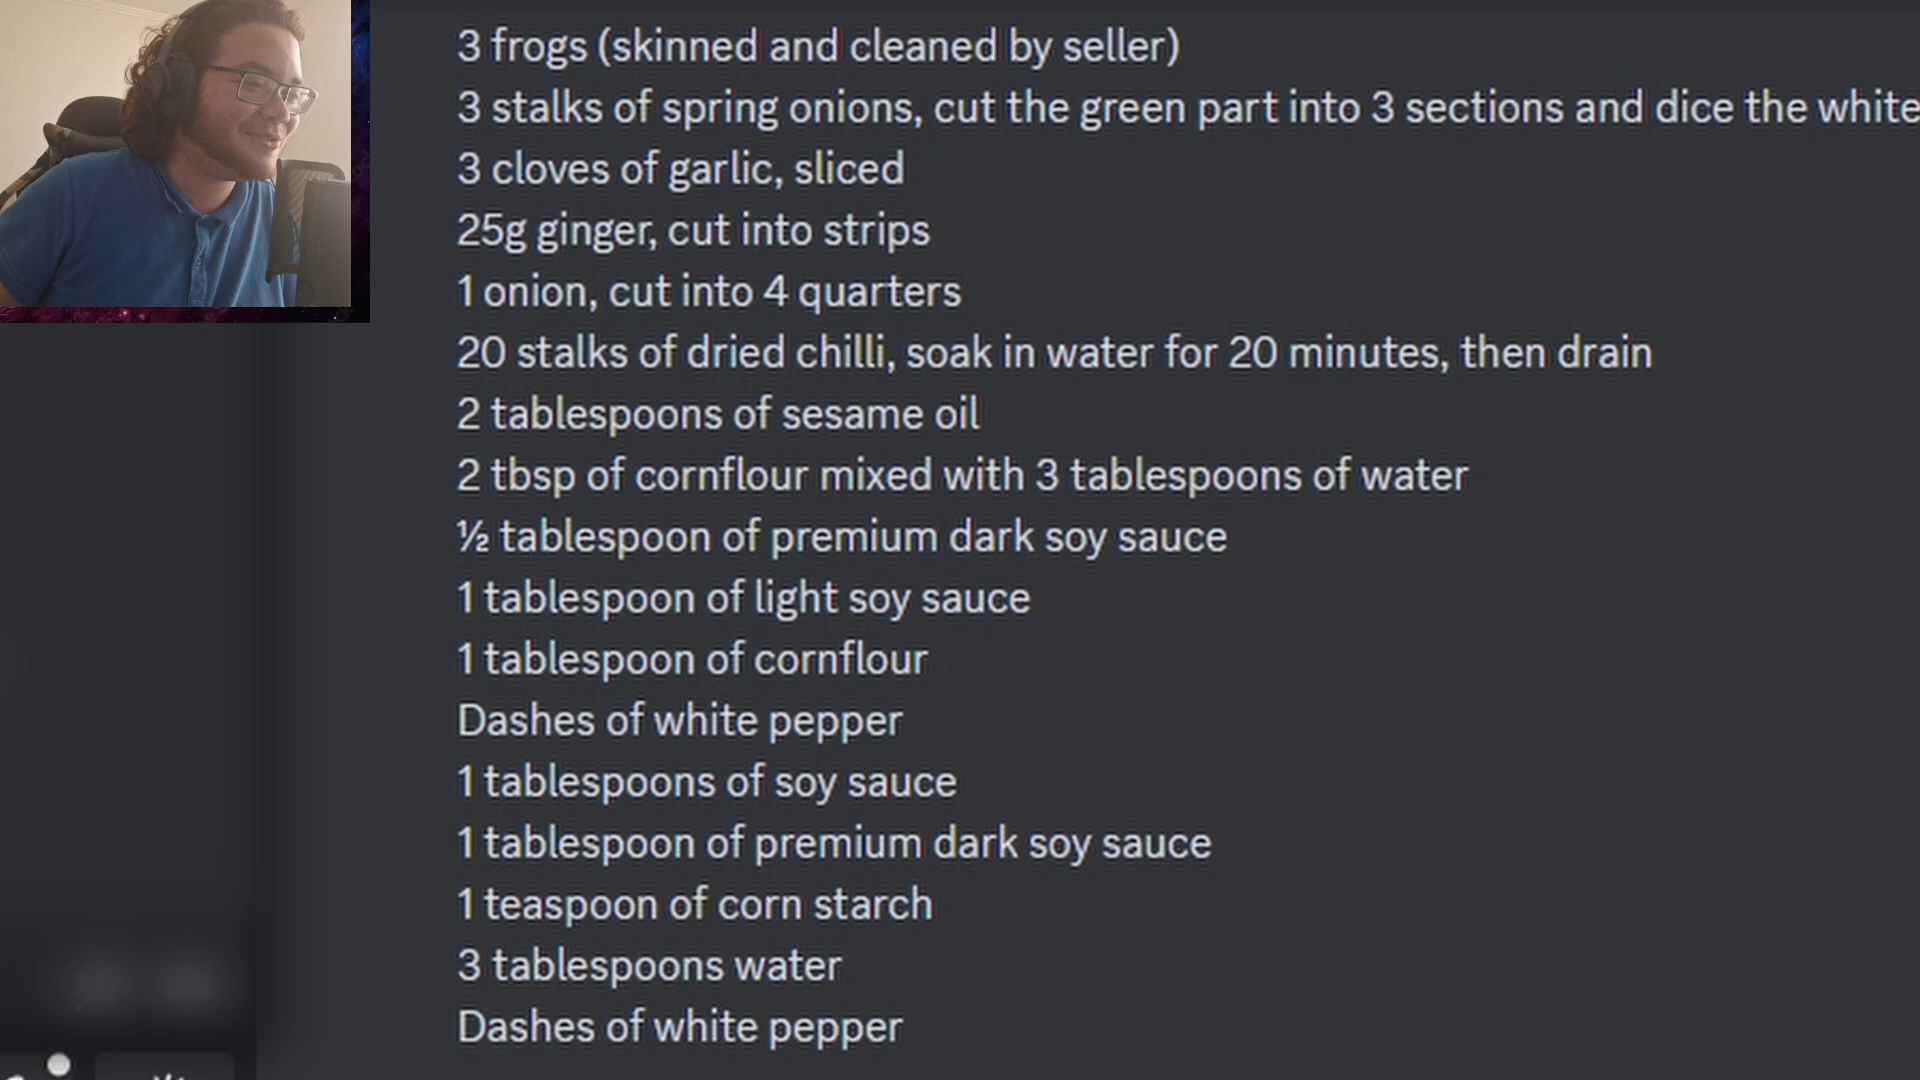 3 frogs (skinned and cleaned by seller)
3 stalks of spring onions, cut the green part into 3 sections and dice the white
3 cloves of garlic, sliced
25g ginger, cut into strips
1 onion, cut into 4 quarters
20 stalks of dried chilli, soak in water for 20 minutes, then drain
2 tablespoons of sesame oil
2 tbsp of cornflour mixed with 3 tablespoons of water
½ tablespoon of premium dark soy sauce
1 tablespoon of light soy sauce
1 tablespoon of cornflour
Dashes of white pepper
1 tablespoons of soy sauce
1 tablespoon of premium dark soy sauce
1 teaspoon of corn starch
3 tablespoons water
Dashes of white pepper